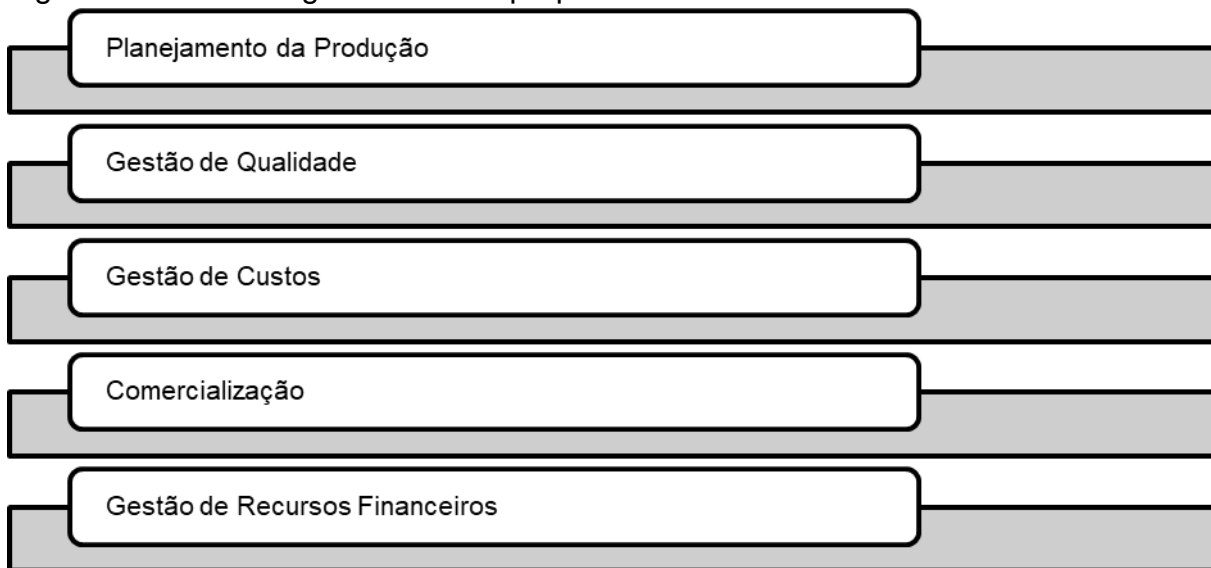 Planejamento da Produção
Gestão de Qualidade
Gestão de Custos
Comercialização
Gestão de Recursos Financeiros